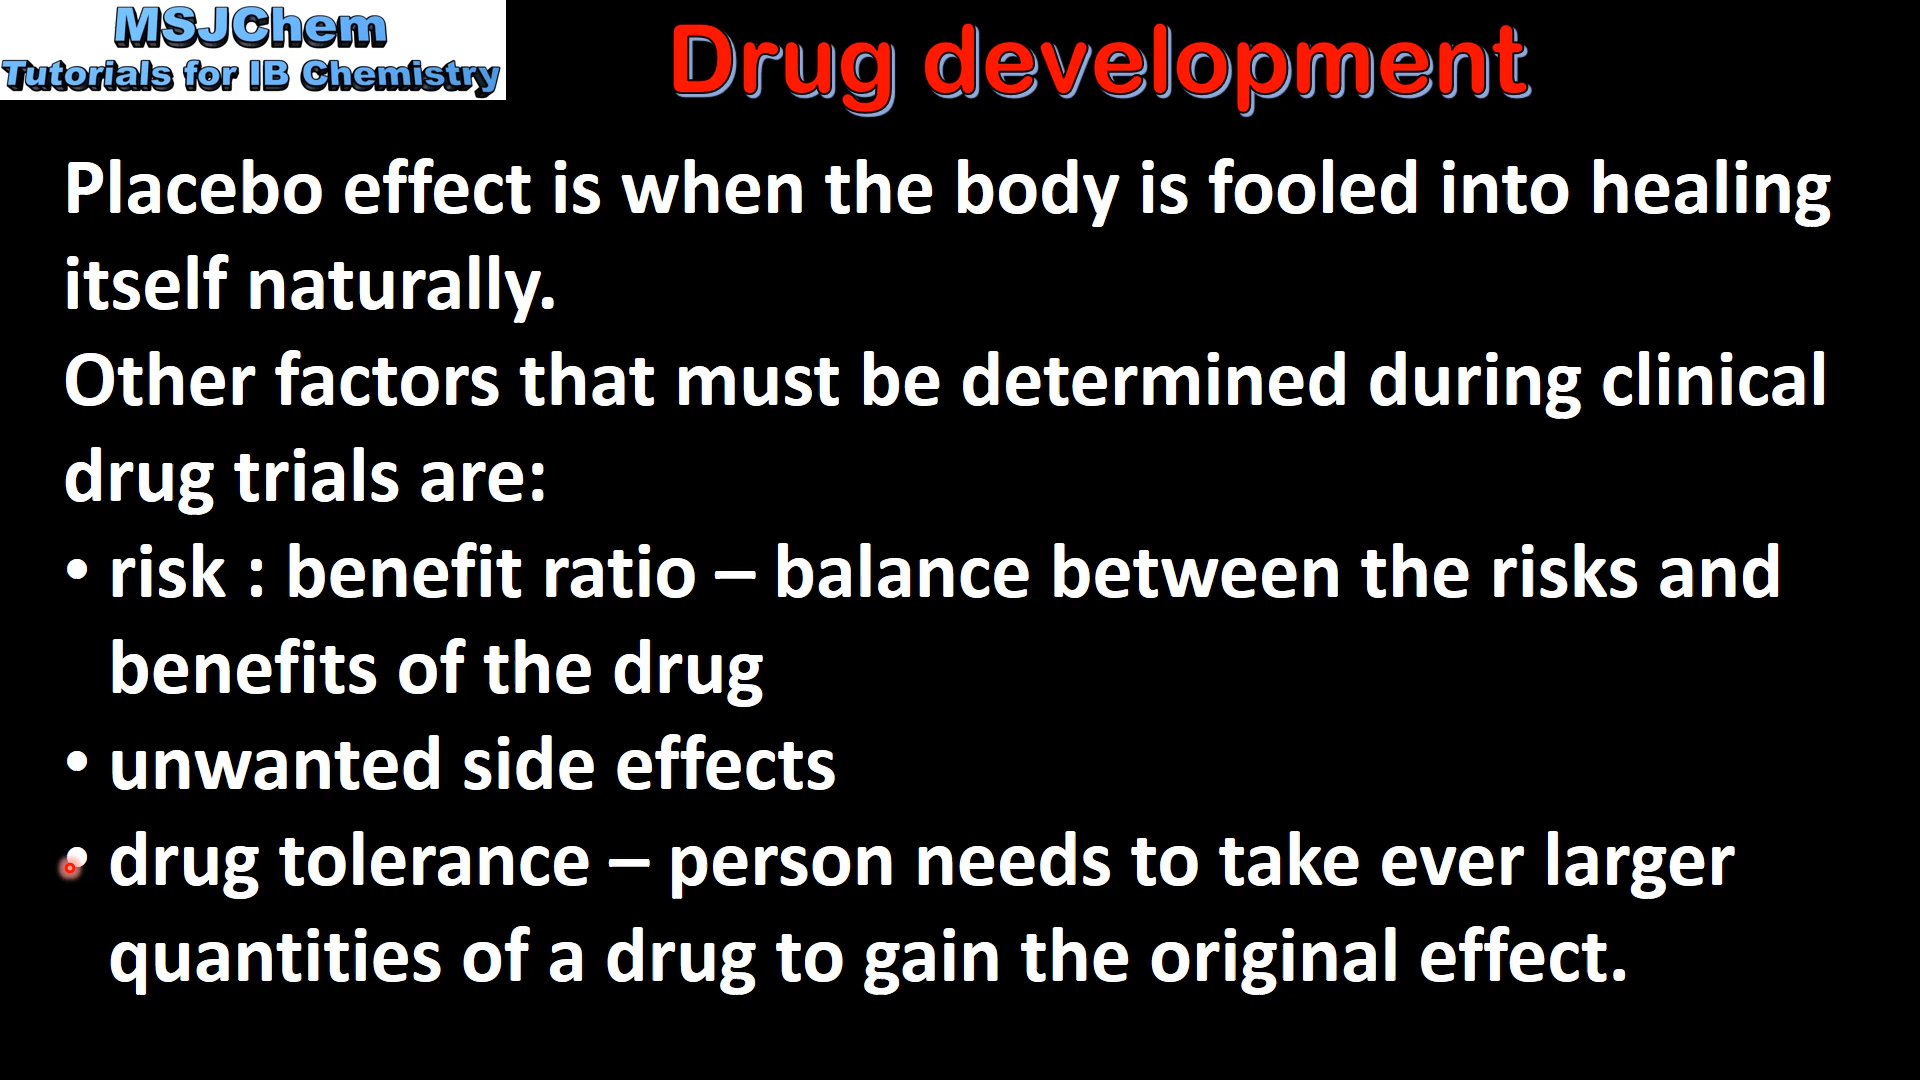 MSJChem
Tutorials for IB Chemistry
Drug development
Placebo effect is when the body is fooled into healing
itself naturally.
Other factors that must be determined during clinical
drug trials are:
• risk : benefit ratio – balance between the risks and
benefits of the drug
• unwanted side effects
• drug tolerance – person needs to take ever larger
quantities of a drug to gain the original effect.